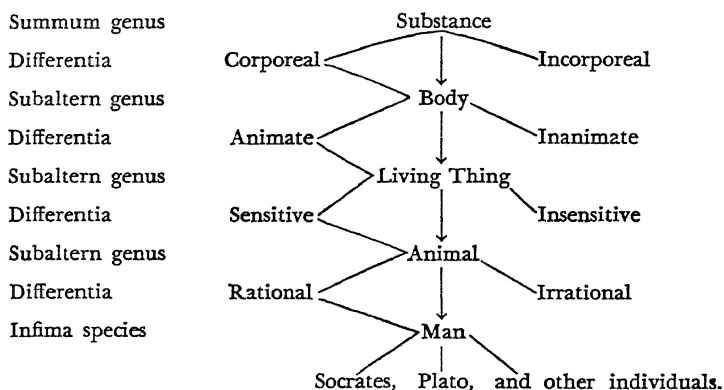 Summum genus Substance
Differentia Corporeal Incorporeal
Subaltern genus Body
Differentia Animate Inanimate
Subaltern genus Living Thing
Differentia Sensitive Insensitive
Subaltern genus Animal
Differentia Rational Irrational
Infima species Man
Socrates, Plato, and other individuals.